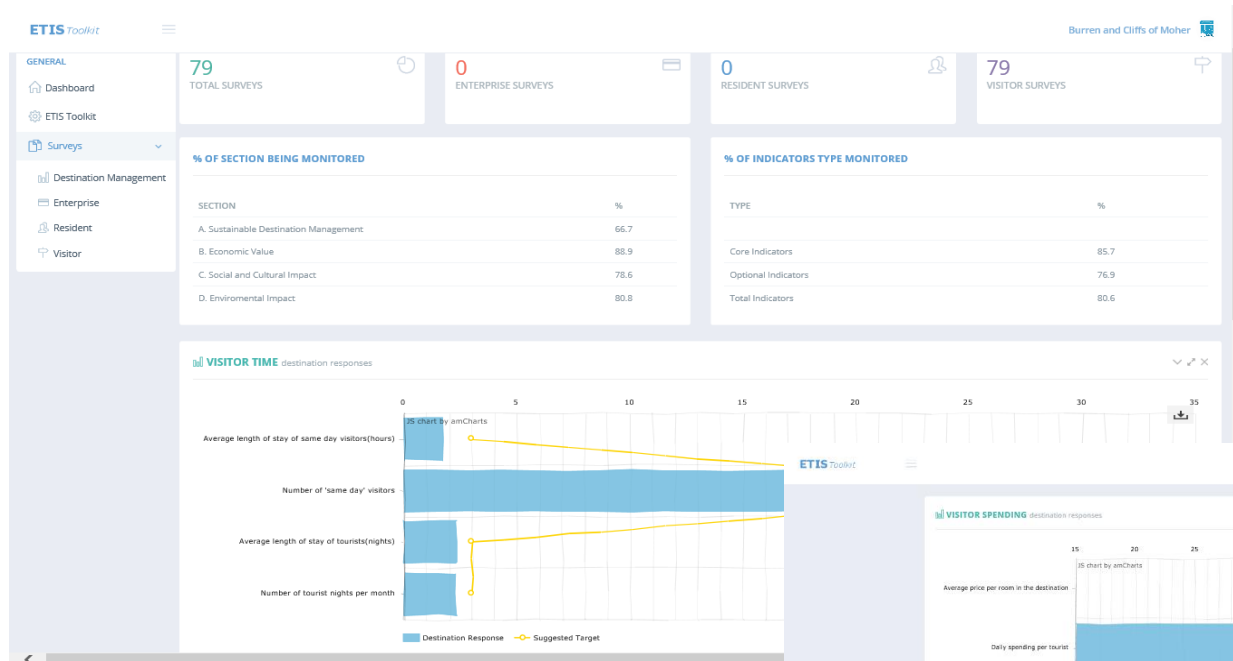 ETIS Toolkit
Burren and Cliffs of Moher
GENERAL
Dashboard
ETIS Toolkit
Surveys
Destination Management
Enterprise
Resident
Visitor
79
TOTAL SURVEYS
0
ENTERPRISE SURVEYS
0
RESIDENT SURVEYS
79
VISITOR SURVEYS
% OF SECTION BEING MONITORED
SECTION %
A. Sustainable Destination Management 66.7
B. Economic Value 88.9
C. Social and Cultural Impact 78.6
D. Enviromental Impact 80.8
% OF INDICATORS TYPE MONITORED
TYPE %
Core Indicators 85.7
Optional Indicators 76.9
Total Indicators 80.6
VISITOR TIME destination responses
0 5 10 15 20 25 30 35
JS chart by amCharts
Average length of stay of same day visitors(hours)
Number of 'same day' visitors
Average length of stay of tourists(nights)
Number of tourist nights per month
Destination Response Suggested Target
ETIS Toolkit
VISITOR SPENDING destination responses
15 20 25
JS chart by amCharts
Average price per room in the destination
Daily spending per tourist